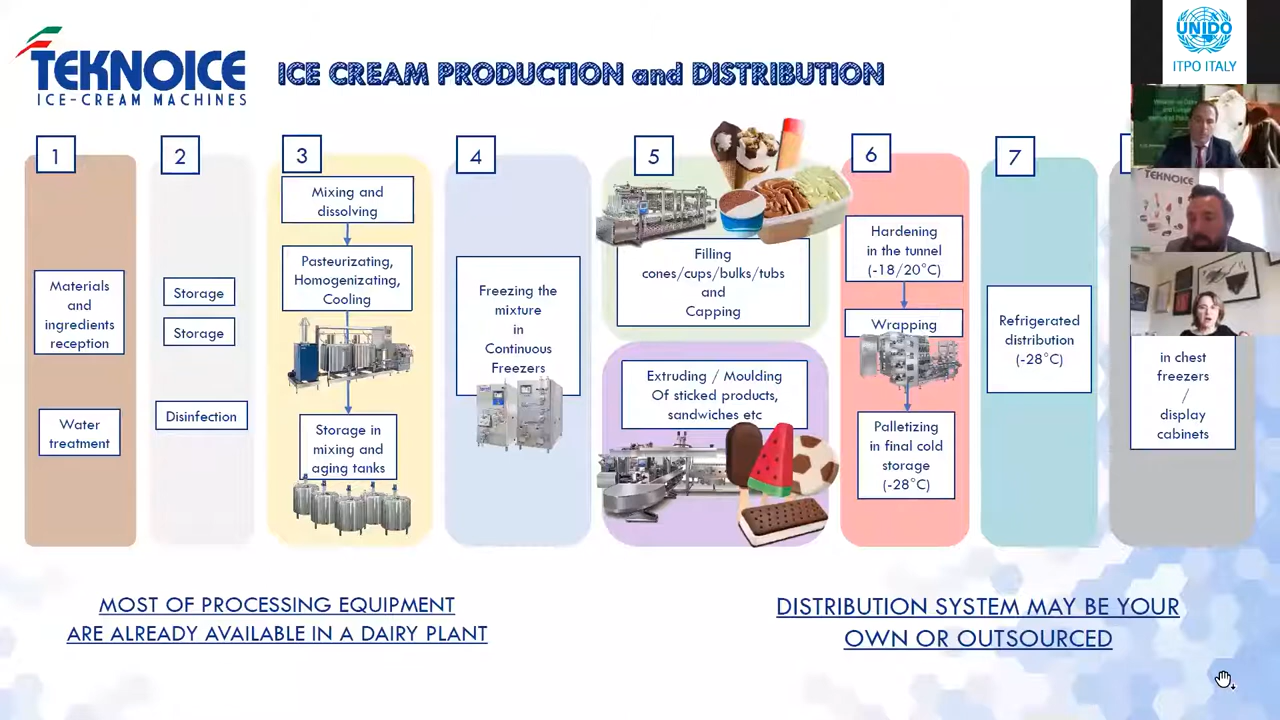 TEKNOICE
ICE-CREAM MACHINES
ICE CREAM PRODUCTION and DISTRIBUTION
UNIDO
ITPO ITALY
1
Materials
and
ingredients
reception
Water
treatment
2
Storage
Storage
Disinfection
3
Mixing and
dissolving
Pasteurizating,
Homogenizating,
Cooling
Storage in
mixing and
aging tanks
4
Freezing the
mixture
in
Continuous
Freezers
5
Filling
cones/cups/bulks/tubs
and
Capping
Extruding / Moulding
Of sticked products,
sandwiches etc
6
Hardening
in the tunnel
(-18/20°C)
Wrapping
Palletizing
in final cold
storage
(-28°C)
7
Refrigerated
distribution
(-28°C)
in chest
freezers
/
display
cabinets
TEKNOICE
MOST OF PROCESSING EQUIPMENT
ARE ALREADY AVAILABLE IN A DAIRY PLANT
DISTRIBUTION SYSTEM MAY BE YOUR
OWN OR OUTSOURCED